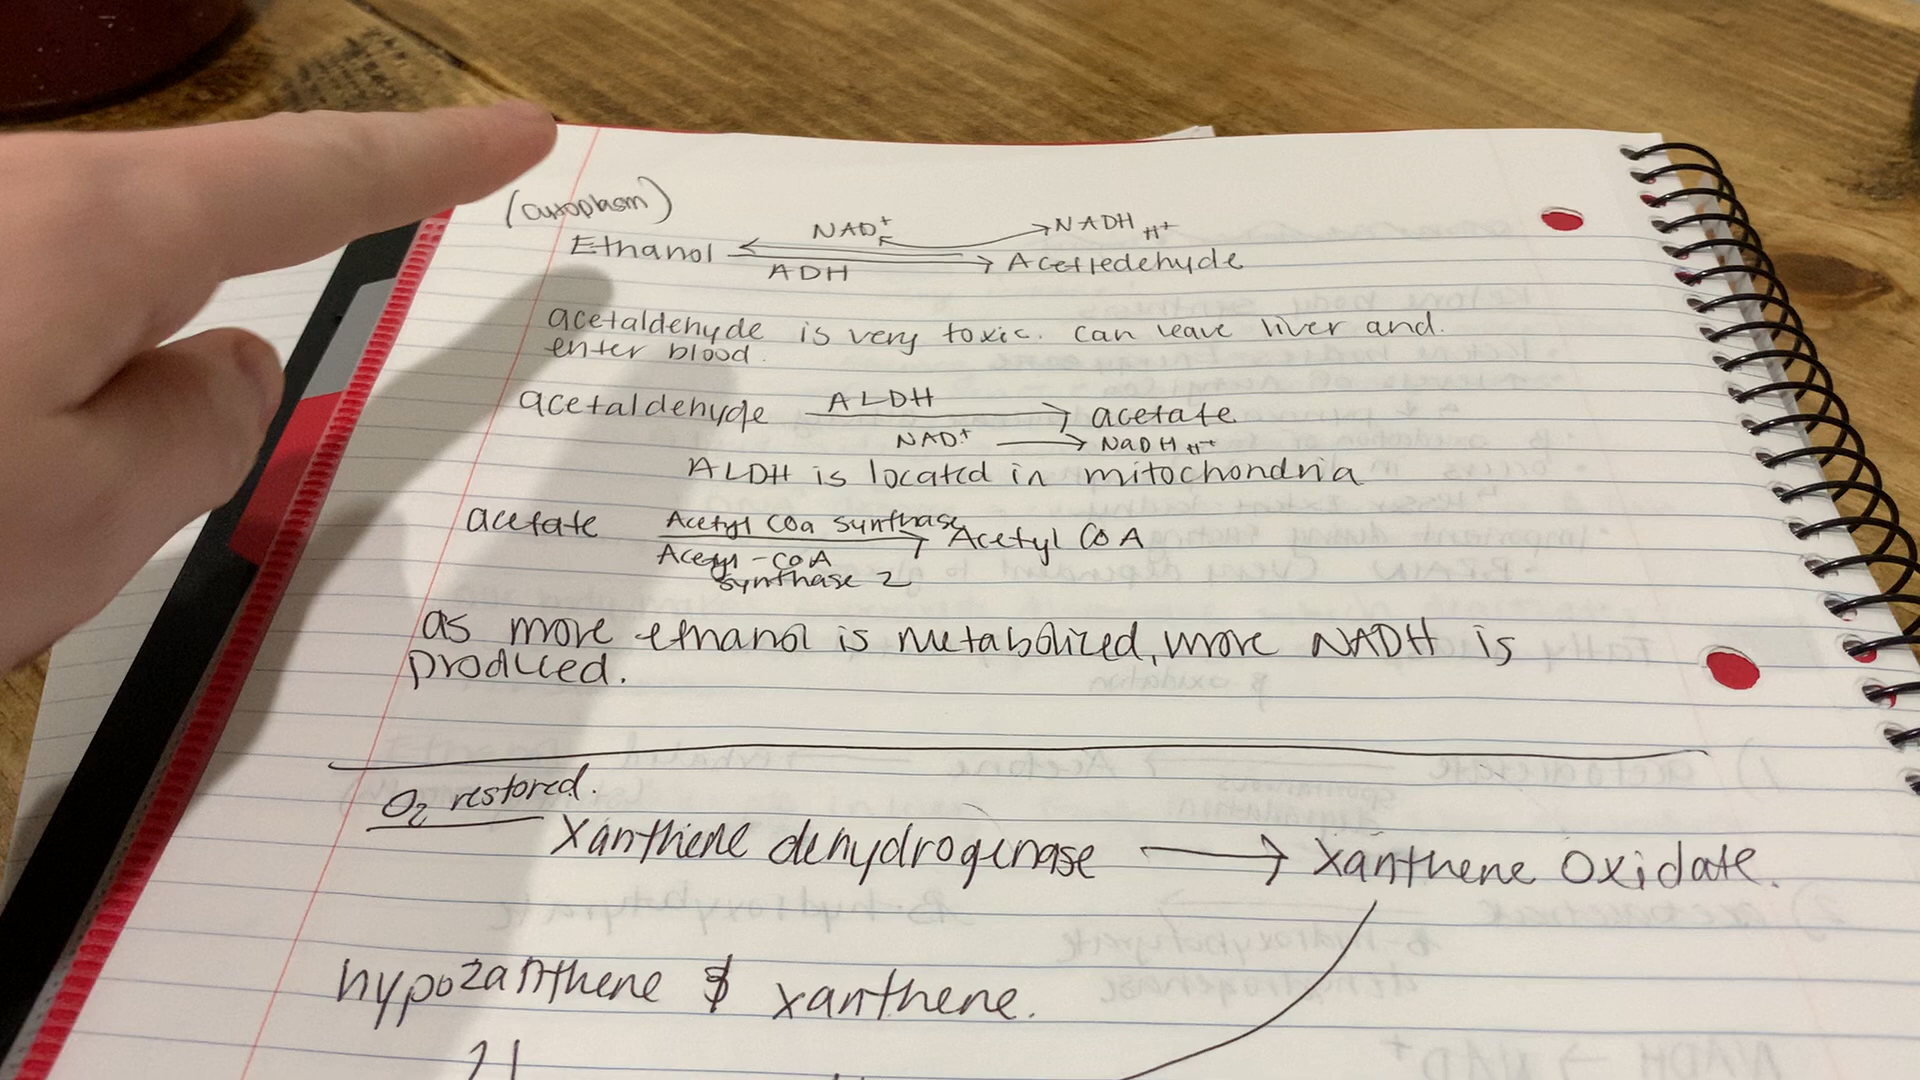 (cytoplasm)
NAD+ NADH H+
Ethanol Acetledehyde
ADH
acetaldehyde is very toxic. can leave liver and.
enter blood.
acetaldehyde ALDH acetate
NAD+ → NaDH H+
ALDH is located in mitochondria
acetate Acetyl Coa synthase Acetyl CoA
Acetyl-CoA
synthase 2
as more ethanol is metabolized, more NADH is
produced.
O2 restored.
Xanthene dehydrogenase → Xanthene Oxidate.
hypozanthene & xanthene.